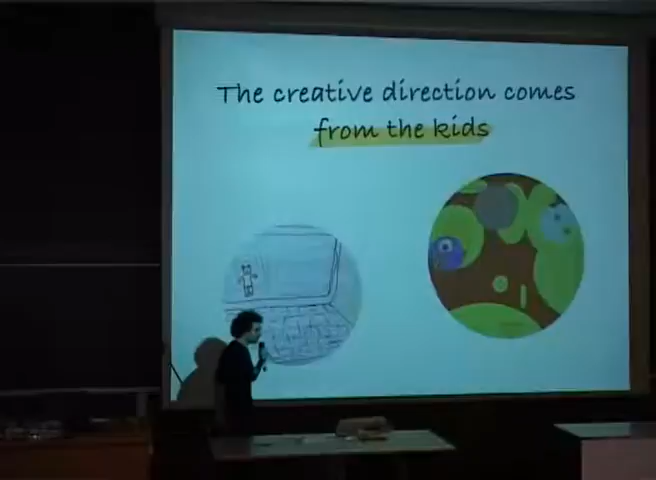 The creative direction comes
from the kids